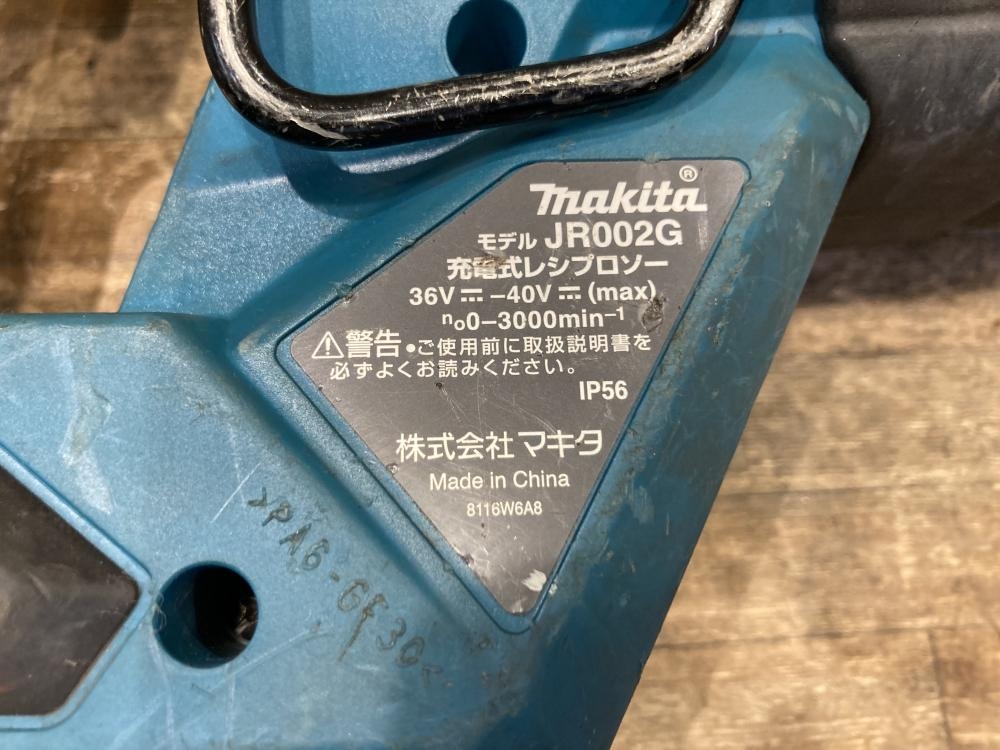 makita®
モデル JR002G
充電式レシプロソー
36V⎓-40V⎓(max)
n₀0-3000min⁻¹
⚠警告●ご使用前に取扱説明書を
必ずよくお読みください。
IP56
株式会社マキタ
Made in China
8116W6A8
>PA6-GF30<